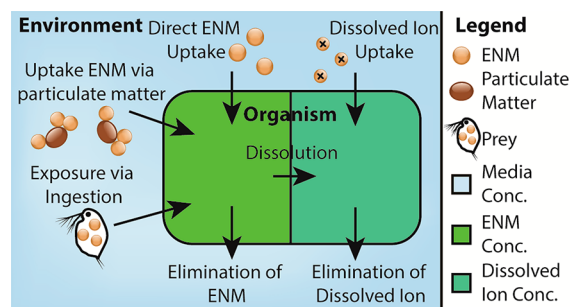 Environment
Direct ENM
Uptake
Dissolved Ion
Uptake
Uptake ENM via
particulate matter
Organism
Dissolution
Exposure via
Ingestion
Elimination of
ENM
Elimination of
Dissolved Ion
Legend
ENM
Particulate
Matter
Prey
Media
Conc.
ENM
Conc.
Dissolved
Ion Conc.